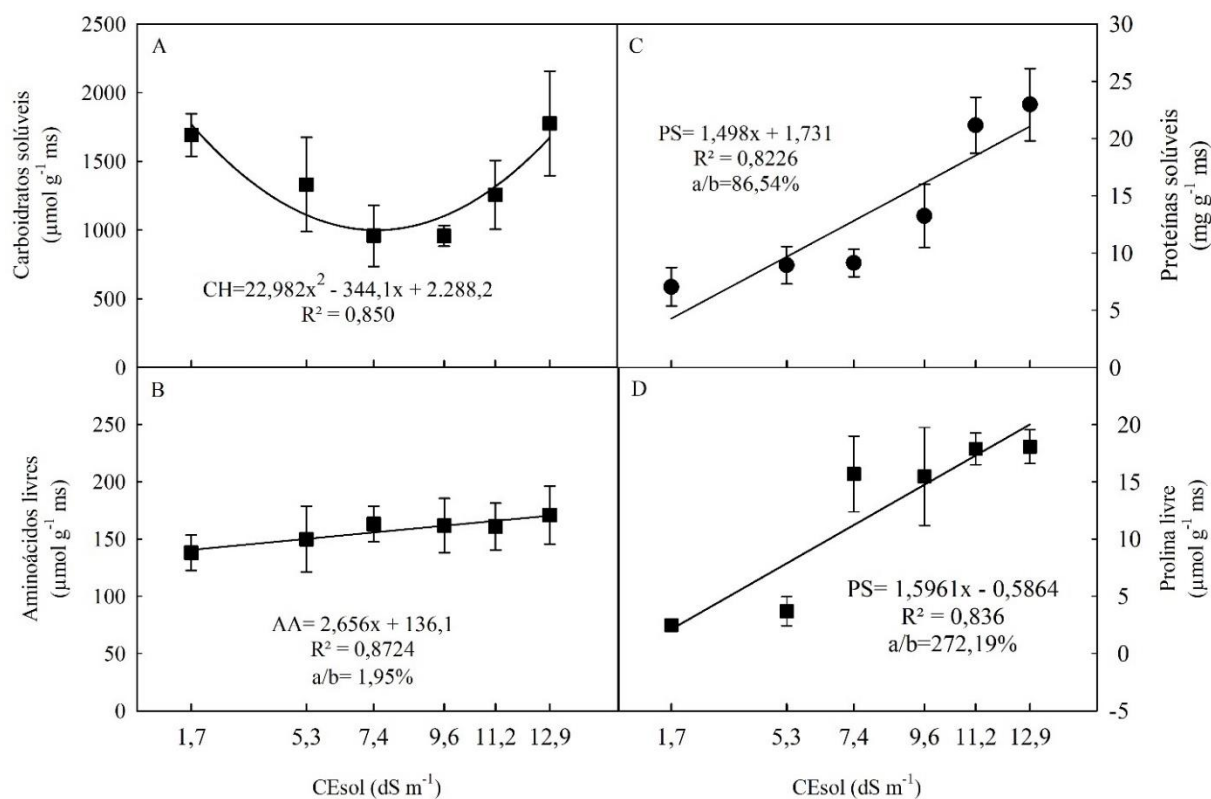 A
Carboidratos solúveis
(µmol g-1 ms)
2500
2000
1500
1000
500
0
CH=22,982x2 - 344,1x + 2.288,2
R² = 0,850
C
30
25
20
15
10
5
0
Proteínas solúveis
(mg g-1 ms)
PS= 1,498x + 1,731
R² = 0,8226
a/b=86,54%
B
Aminoácidos livres
(µmol g-1 ms)
250
200
150
100
50
0
AA= 2,656x + 136,1
R² = 0,8724
a/b= 1,95%
1,7 5,3 7,4 9,6 11,2 12,9
CEsol (dS m-1)
D
20
15
10
5
0
-5
Prolina livre
(µmol g-1 ms)
PS= 1,5961x - 0,5864
R² = 0,836
a/b=272,19%
1,7 5,3 7,4 9,6 11,2 12,9
CEsol (dS m-1)